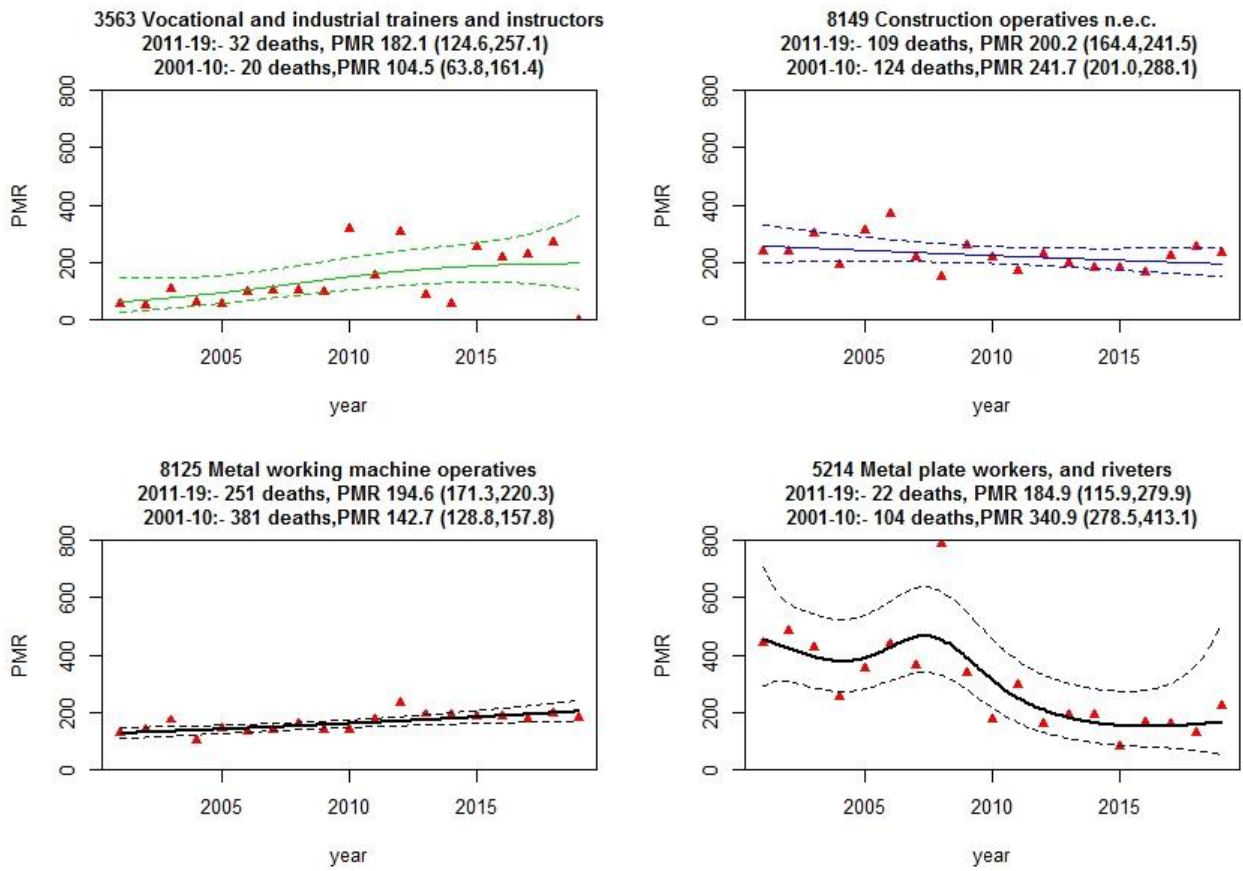 3563 Vocational and industrial trainers and instructors
2011-19:- 32 deaths, PMR 182.1 (124.6,257.1)
2001-10:- 20 deaths,PMR 104.5 (63.8,161.4)
800
600
400
200
0
PMR
2005 2010 2015
year
8149 Construction operatives n.e.c.
2011-19:- 109 deaths, PMR 200.2 (164.4,241.5)
2001-10:- 124 deaths,PMR 241.7 (201.0,288.1)
800
600
400
200
0
PMR
2005 2010 2015
year
8125 Metal working machine operatives
2011-19:- 251 deaths, PMR 194.6 (171.3,220.3)
2001-10:- 381 deaths,PMR 142.7 (128.8,157.8)
800
600
400
200
0
PMR
2005 2010 2015
year
5214 Metal plate workers, and riveters
2011-19:- 22 deaths, PMR 184.9 (115.9,279.9)
2001-10:- 104 deaths,PMR 340.9 (278.5,413.1)
800
600
400
200
0
PMR
2005 2010 2015
year